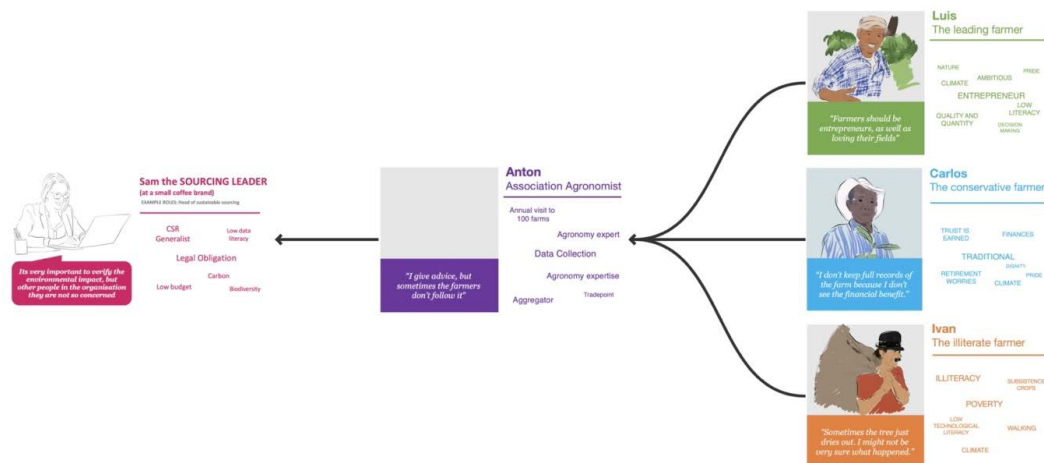 Sam the SOURCING LEADER
(at a small coffee brand)
EXAMPLE ROLES: Head of sustainable sourcing
CSR
Generalist
Low data
literacy
Legal Obligation
Carbon
Low budget
Biodiversity
Its very important to verify the
environmental impact, but
other people in the organisation
they are not so concerned
Anton
Association Agronomist
Annual visit to
100 farms
Agronomy expert
Data Collection
Agronomy expertise
Tradepoint
Aggregator
"I give advice, but
sometimes the farmers
don't follow it"
Luis
The leading farmer
NATURE
PRIDE
CLIMATE
AMBITIOUS
ENTREPRENEUR
LOW
LITERACY
QUALITY AND
QUANTITY
DECISION
MAKING
"Farmers should be
entrepreneurs, as well as
loving their fields"
Carlos
The conservative farmer
TRUST IS
EARNED
FINANCES
TRADITIONAL
DIGNITY
RETIREMENT
WORRIES
PRIDE
CLIMATE
"I don't keep full records of
the farm because I don't
see the financial benefit."
Ivan
The illiterate farmer
ILLITERACY
SUBSISTENCE
CROPS
POVERTY
LOW
TECHNOLOGICAL
LITERACY
WALKING
CLIMATE
"Sometimes the tree just
dries out. I might not be
very sure what happened."